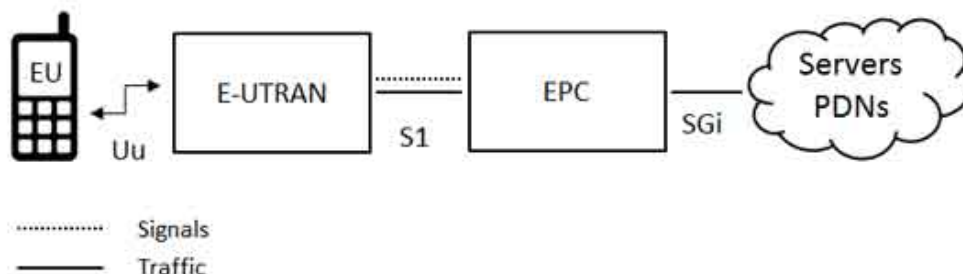 EU
Uu
E-UTRAN
S1
EPC
SGi
Servers
PDNs
Signals
Traffic